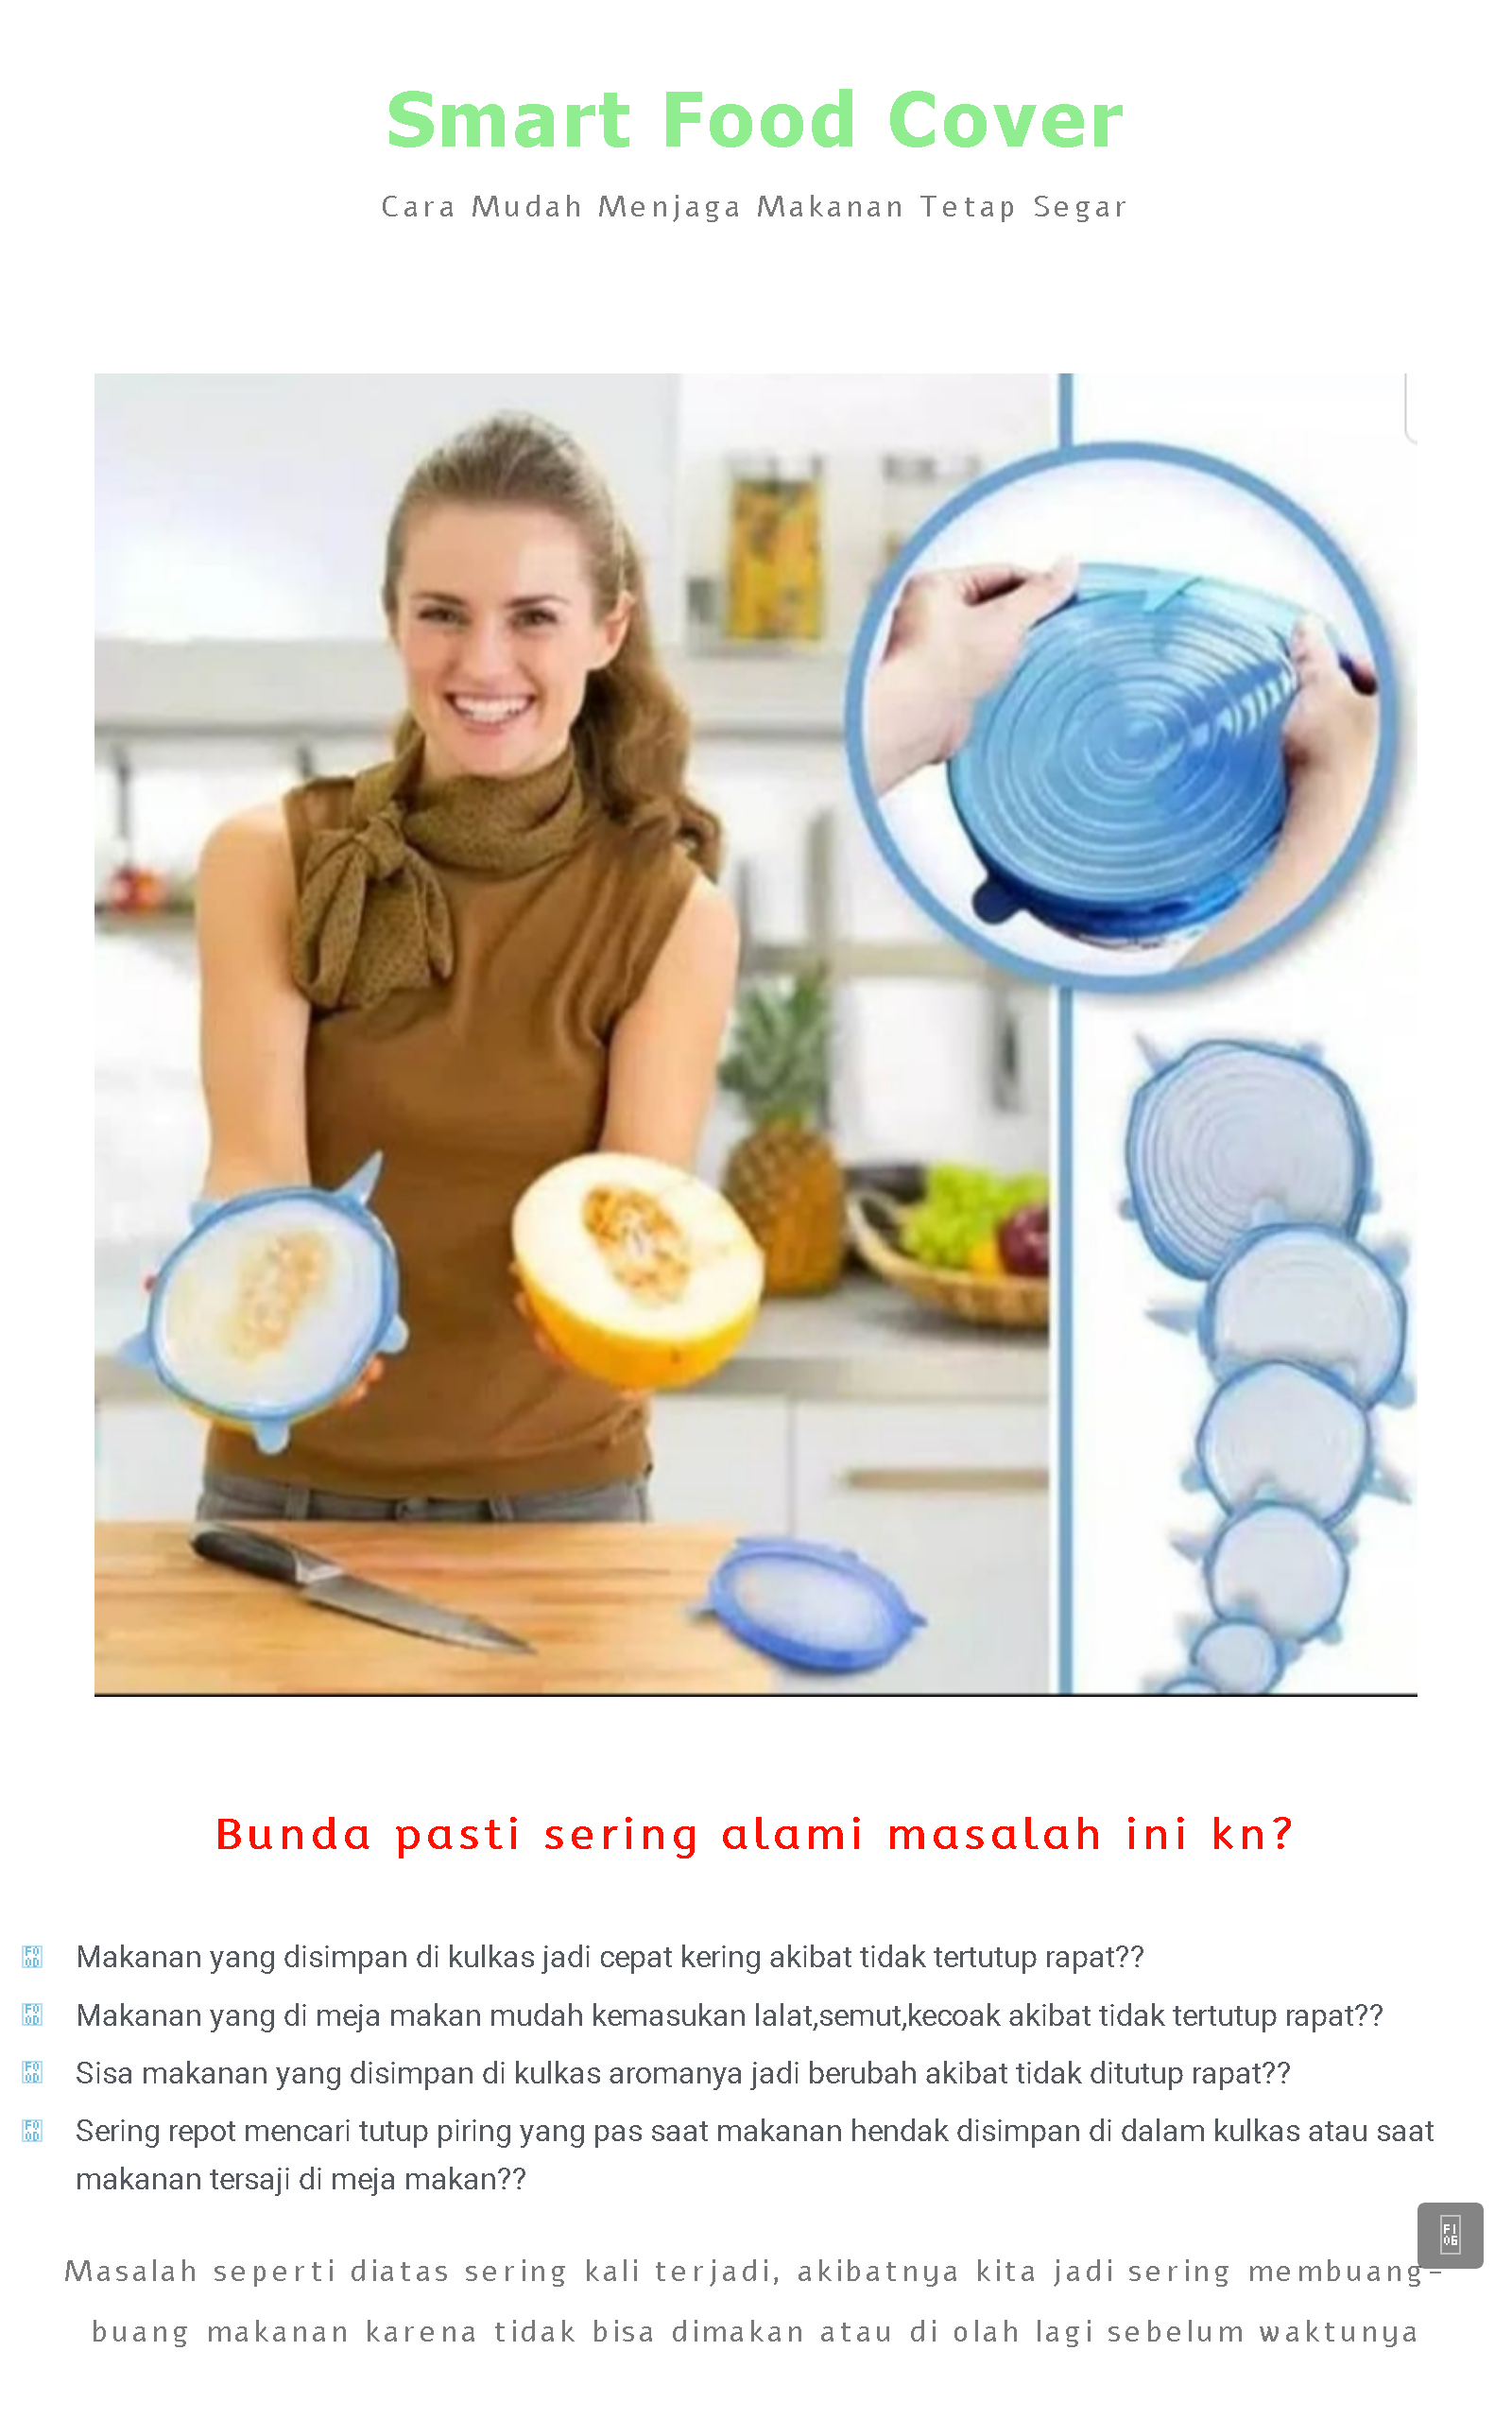 Smart Food Cover
Cara Mudah Menjaga Makanan Tetap Segar
Bunda pasti sering alami masalah ini kn?
Makanan yang disimpan di kulkas jadi cepat kering akibat tidak tertutup rapat??
Makanan yang di meja makan mudah kemasukan lalat,semut,kecoak akibat tidak tertutup rapat??
Sisa makanan yang disimpan di kulkas aromanya jadi berubah akibat tidak ditutup rapat??
Sering repot mencari tutup piring yang pas saat makanan hendak disimpan di dalam kulkas atau saat
makanan tersaji di meja makan??
Masalah seperti diatas sering kali terjadi, akibatnya kita jadi sering membuang-
buang makanan karena tidak bisa dimakan atau di olah lagi sebelum waktunya